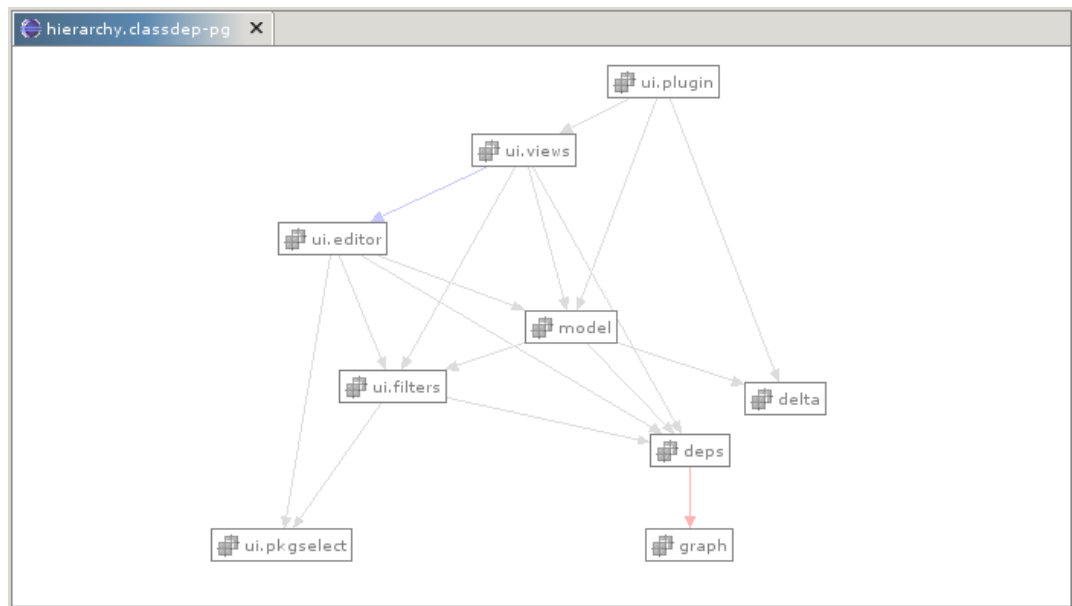 hierarchy.classdep-pg
ui.plugin
ui.views
ui.editor
model
ui.filters
delta
deps
ui.pkgselect
graph